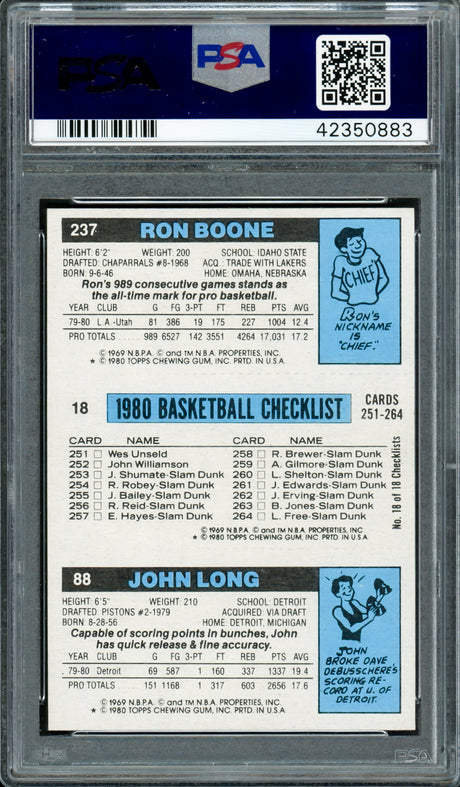 PSA
PSA
42350883
237 RON BOONE
HEIGHT: 6'2" WEIGHT: 200 SCHOOL: IDAHO STATE
DRAFTED: CHAPARRALS #8-1968 ACQ.: TRADE WITH LAKERS
BORN: 9-6-46 HOME: OMAHA, NEBRASKA
Ron's 989 consecutive games stands as
the all-time mark for pro basketball.
YEAR CLUB G FG 3-PT FT REB PTS AVG
79-80 L.A.-Utah 81 386 19 175 227 1004 12.4
PRO TOTALS 989 6527 142 3551 4264 17,031 17.2
© 1969 N.B.P.A. © and TM N.B.A. PROPERTIES, INC.
* © 1980 TOPPS CHEWING GUM, INC. PRTD. IN U.S.A.
CHIEF
RON'S
NICKNAME
IS
"CHIEF."
18 1980 BASKETBALL CHECKLIST CARDS
251-264
CARD NAME CARD NAME
251 Wes Unseld 258 R. Brewer-Slam Dunk
252 John Williamson 259 A. Gilmore-Slam Dunk
253 J. Shumate-Slam Dunk 260 L. Shelton-Slam Dunk
254 R. Robey-Slam Dunk 261 J. Edwards-Slam Dunk
255 J. Bailey-Slam Dunk 262 J. Erving-Slam Dunk
256 R. Reid-Slam Dunk 263 B. Jones-Slam Dunk
257 E. Hayes-Slam Dunk 264 L. Free-Slam Dunk
© 1969 N.B.P.A. © and TM N.B.A. PROPERTIES, INC.
* © 1980 TOPPS CHEWING GUM, INC. PRTD. IN U.S.A.
No. 18 of 18 Checklists
88 JOHN LONG
HEIGHT: 6'5" WEIGHT: 210 SCHOOL: DETROIT
DRAFTED: PISTONS #2-1979 ACQUIRED: VIA DRAFT
BORN: 8-28-56 HOME: DETROIT, MICHIGAN
Capable of scoring points in bunches, John
has quick release & fine accuracy.
YEAR CLUB G FG 3-PT FT REB PTS AVG
79-80 Detroit 69 587 1 160 337 1337 19.4
PRO TOTALS 151 1168 1 317 603 2656 17.6
© 1969 N.B.P.A. © and TM N.B.A. PROPERTIES, INC.
* © 1980 TOPPS CHEWING GUM, INC. PRTD. IN U.S.A.
JOHN
BROKE DAVE
DEBUSSCHERE'S
SCORING RE-
CORD AT U. OF
DETROIT.
PSA